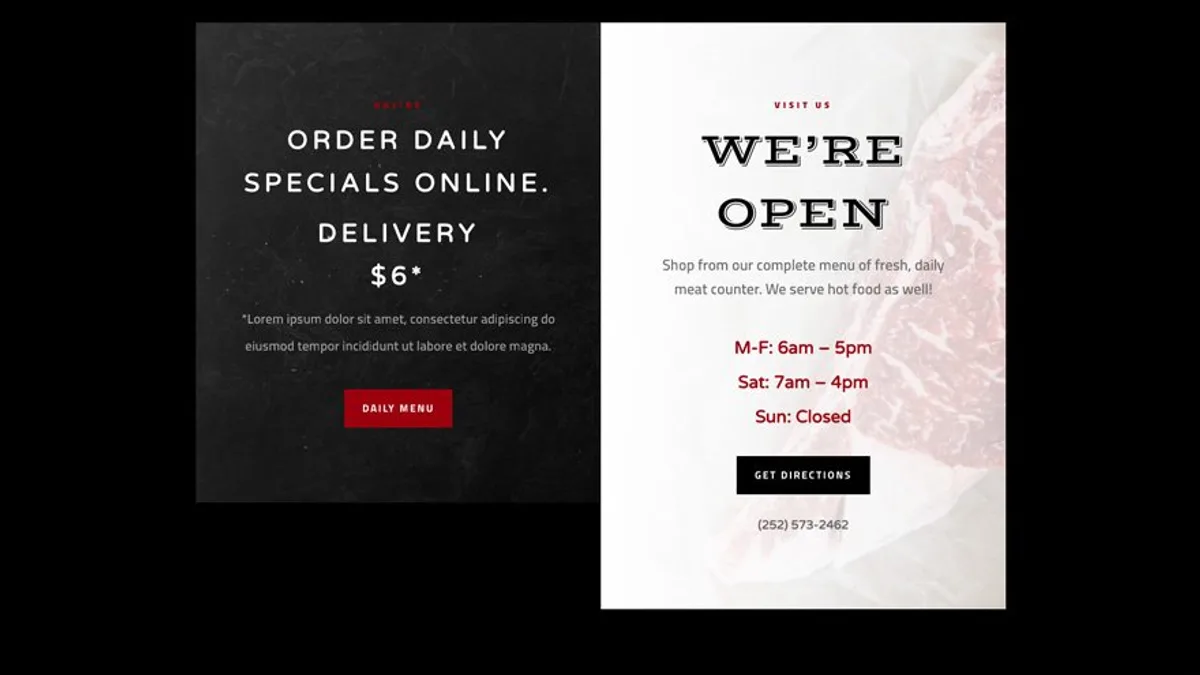 ONLINE
ORDER DAILY
SPECIALS ONLINE.
DELIVERY
$6*
*Lorem ipsum dolor sit amet, consectetur adipiscing do
eiusmod tempor incididunt ut labore et dolore magna.
DAILY MENU
VISIT US
WE'RE
OPEN
Shop from our complete menu of fresh, daily
meat counter. We serve hot food as well!
M-F: 6am – 5pm
Sat: 7am – 4pm
Sun: Closed
GET DIRECTIONS
(252) 573-2462